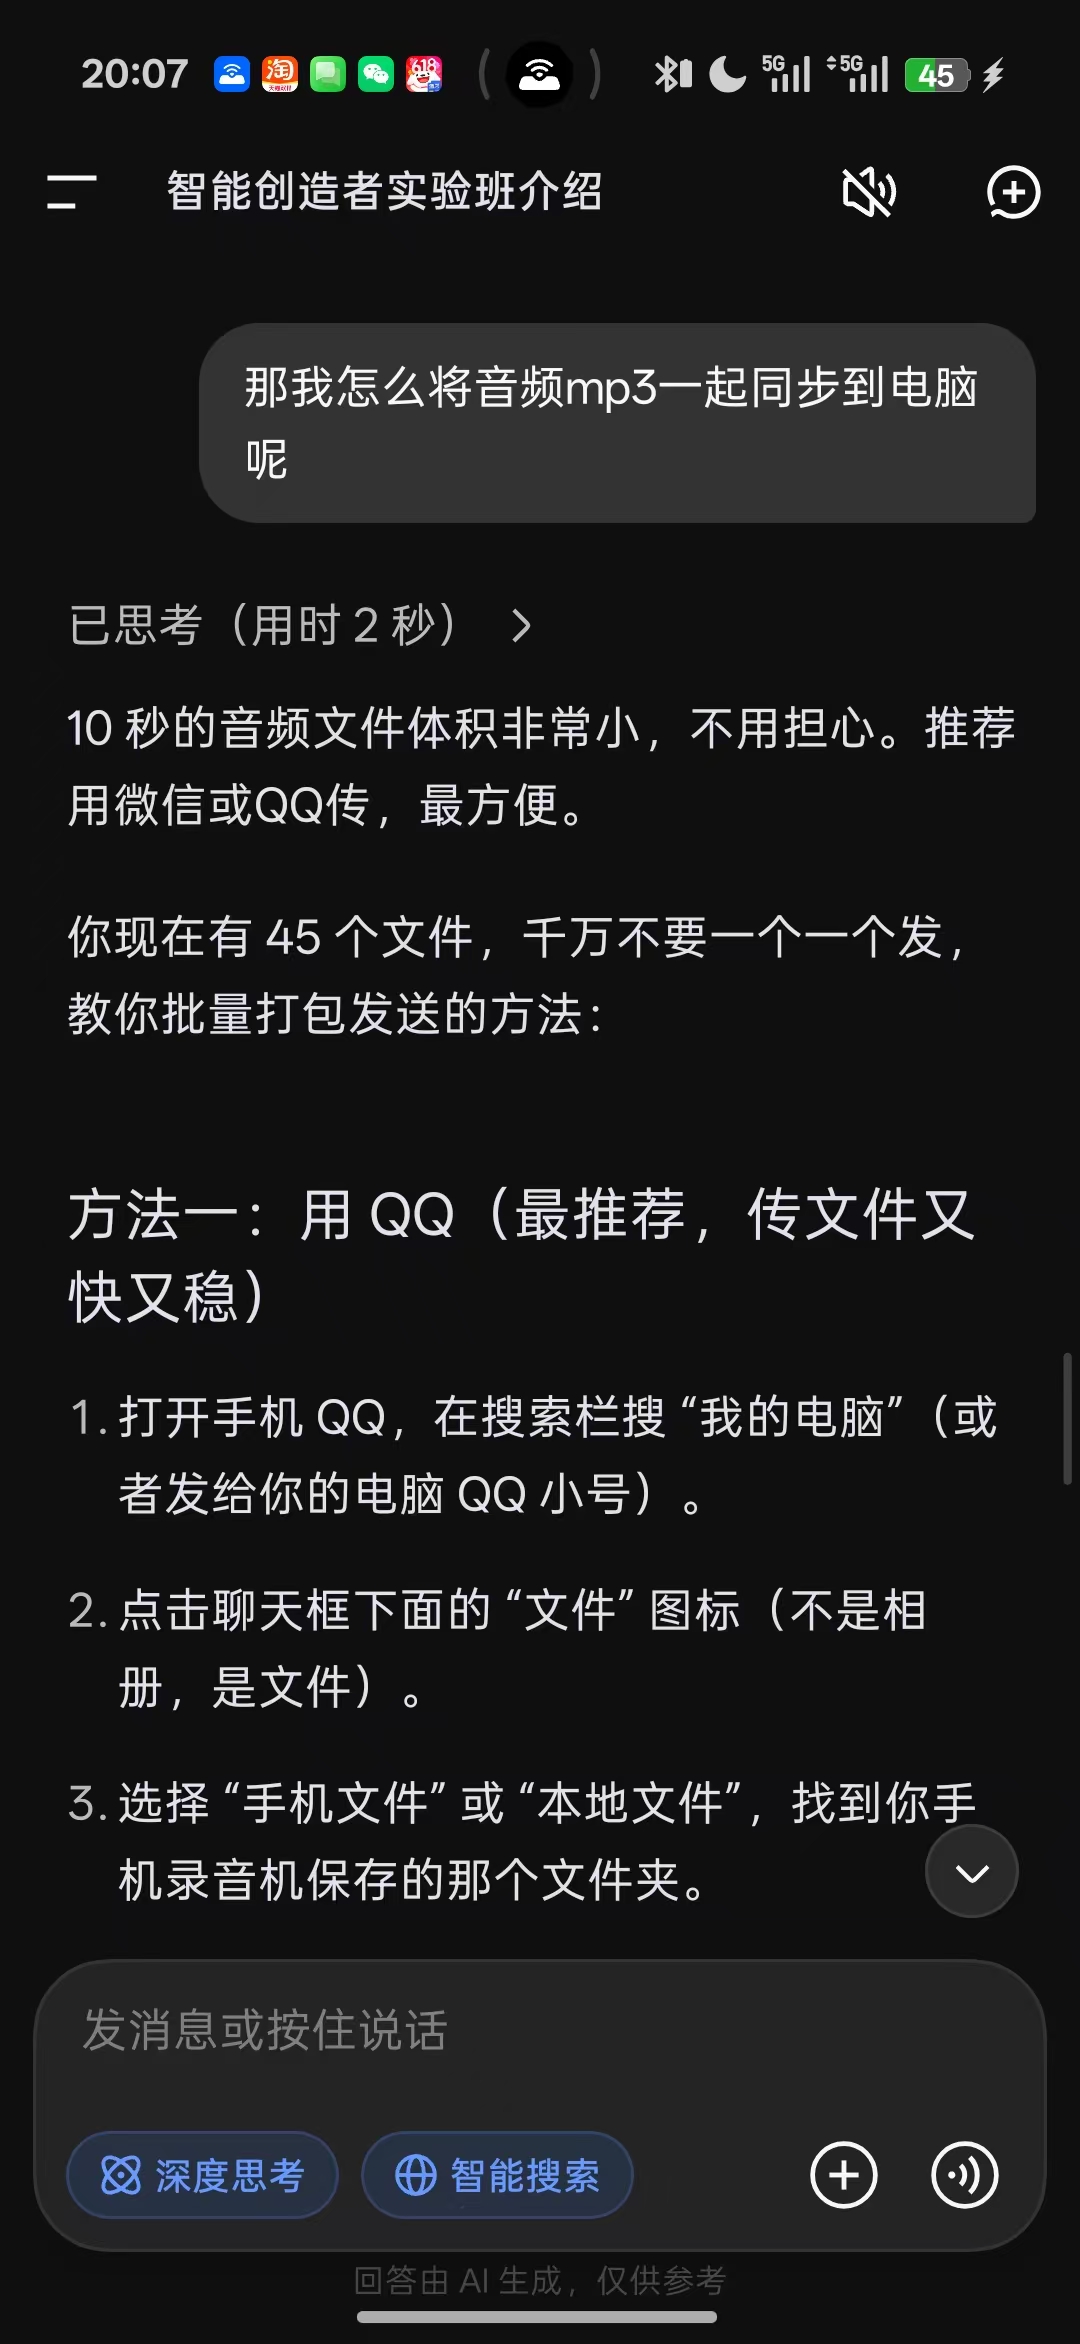 20:07
淘
618
5G
5G
45
智能创造者实验班介绍
那我怎么将音频mp3一起同步到电脑
呢
已思考（用时 2 秒）
10 秒的音频文件体积非常小，不用担心。推荐
用微信或QQ传，最方便。
你现在有 45 个文件，千万不要一个一个发，
教你批量打包发送的方法：
方法一：用 QQ（最推荐，传文件又
快又稳）
1. 打开手机 QQ，在搜索栏搜 “我的电脑”（或
者发给你的电脑 QQ 小号）。
2. 点击聊天框下面的 “文件” 图标（不是相
册，是文件）。
3. 选择 “手机文件” 或 “本地文件”，找到你手
机录音机保存的那个文件夹。
发消息或按住说话
深度思考
智能搜索
回答由 AI 生成，仅供参考